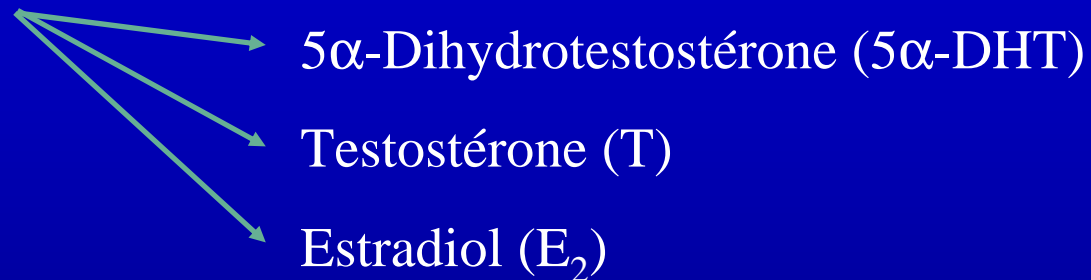 5α-Dihydrotestostérone (5α-DHT)
Testostérone (T)
Estradiol (E₂)